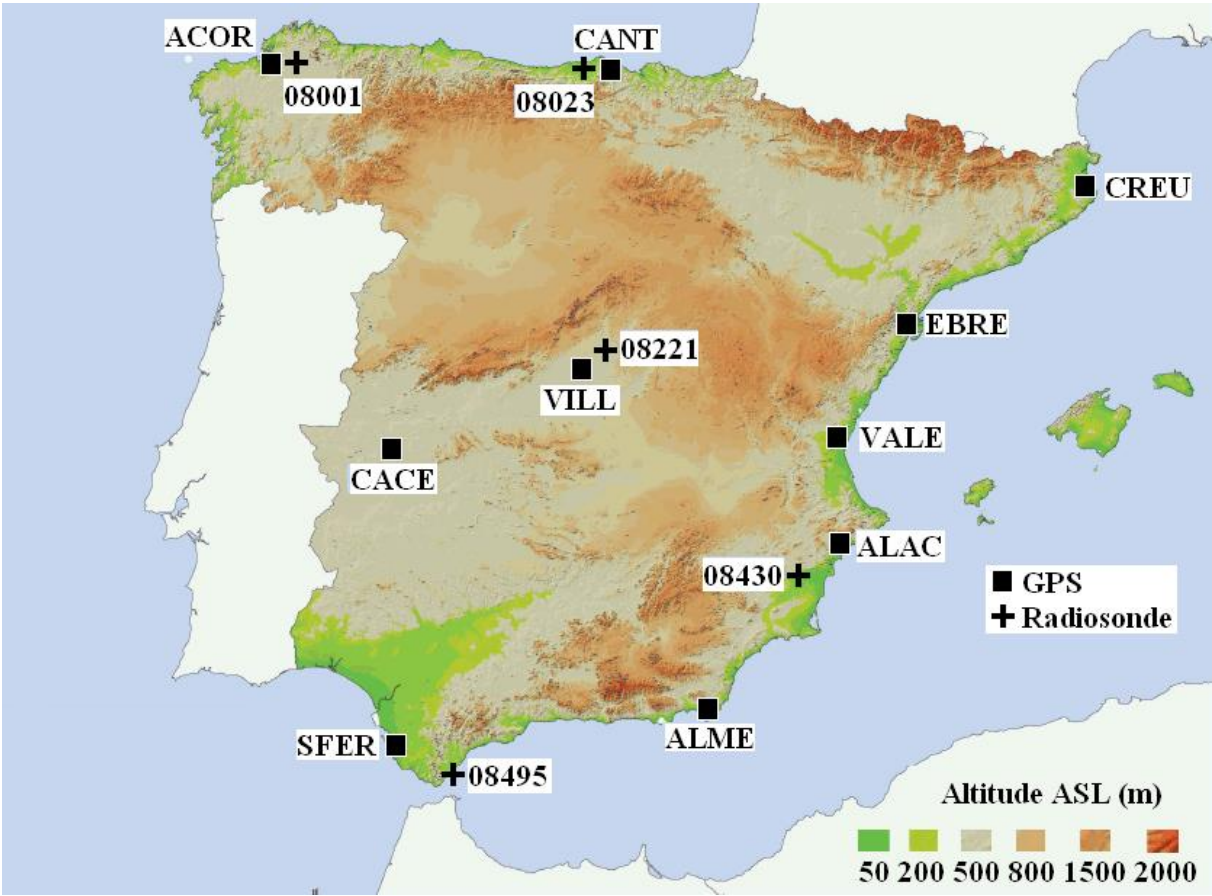 ACOR
CANT
08001
08023
CREU
EBRE
08221
VILL
VALE
CACE
ALAC
08430
GPS
Radiosonde
ALME
SFER
08495
Altitude ASL (m)
50 200 500 800 1500 2000